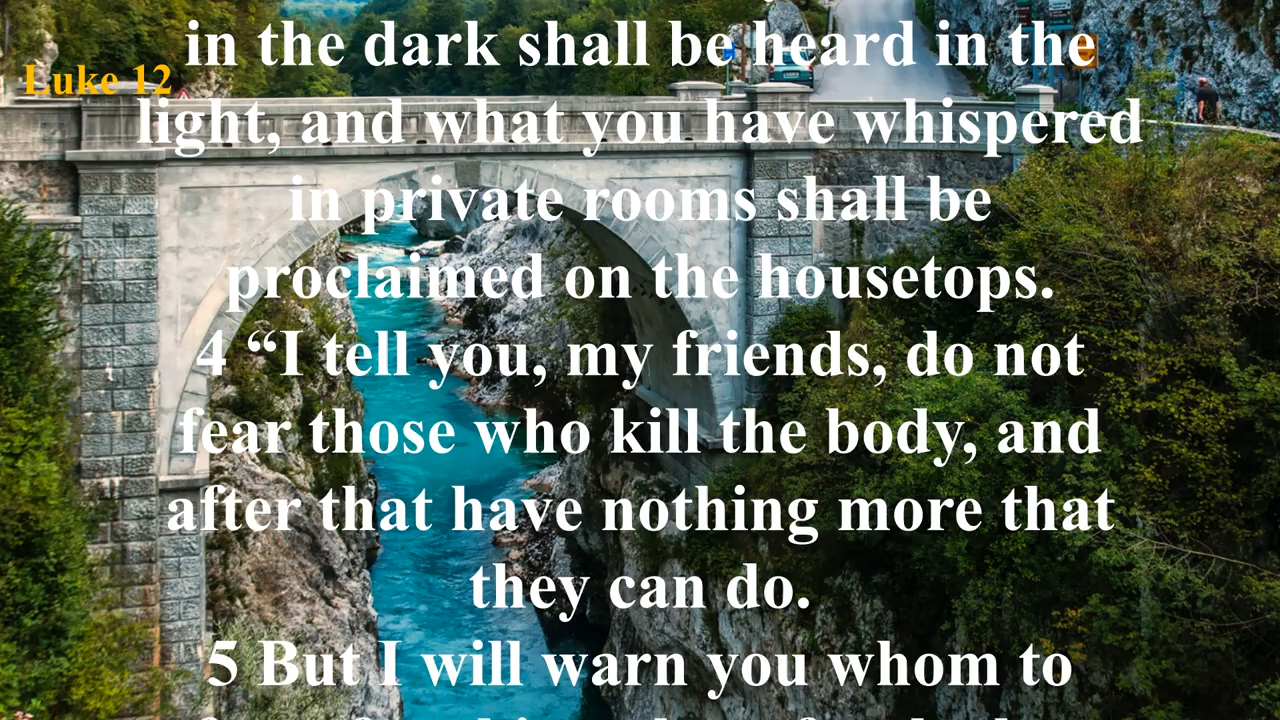 in the dark shall be heard in the
Luke 12
light, and what you have whispered
in private rooms shall be
proclaimed on the housetops.
4 “I tell you, my friends, do not
fear those who kill the body, and
after that have nothing more that
they can do.
5 But I will warn you whom to